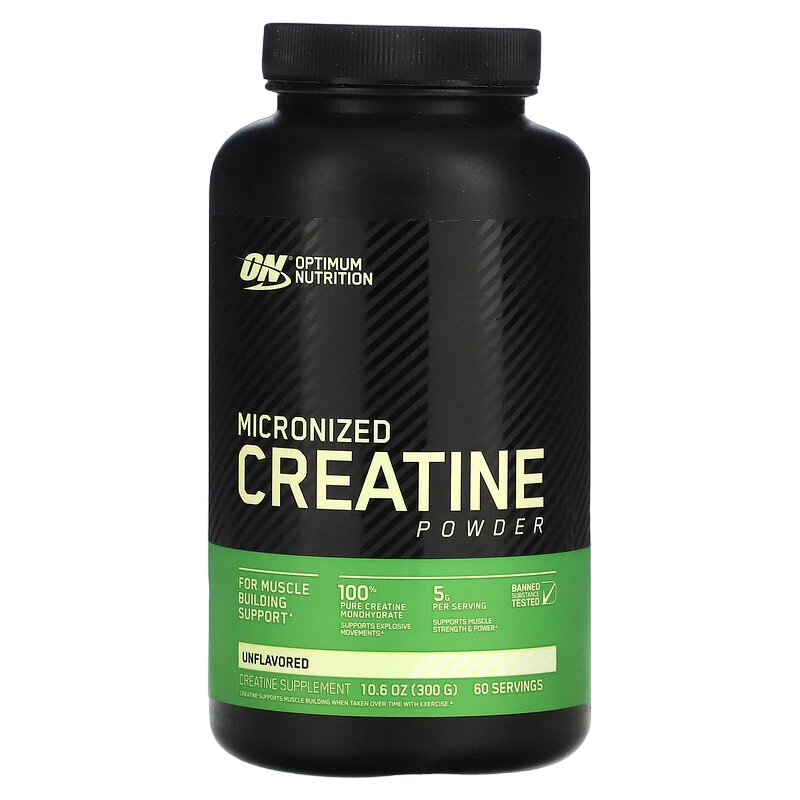 ON® OPTIMUM
NUTRITION
MICRONIZED
CREATINE
POWDER
FOR MUSCLE
BUILDING
SUPPORT^
100%
PURE CREATINE
MONOHYDRATE
SUPPORTS EXPLOSIVE
MOVEMENTS^
5G
PER SERVING
SUPPORTS MUSCLE
STRENGTH & POWER^
BANNED
SUBSTANCE
TESTED
UNFLAVORED
CREATINE SUPPLEMENT 10.6 OZ (300 G) 60 SERVINGS
CREATINE SUPPORTS MUSCLE BUILDING WHEN TAKEN OVER TIME WITH EXERCISE.^